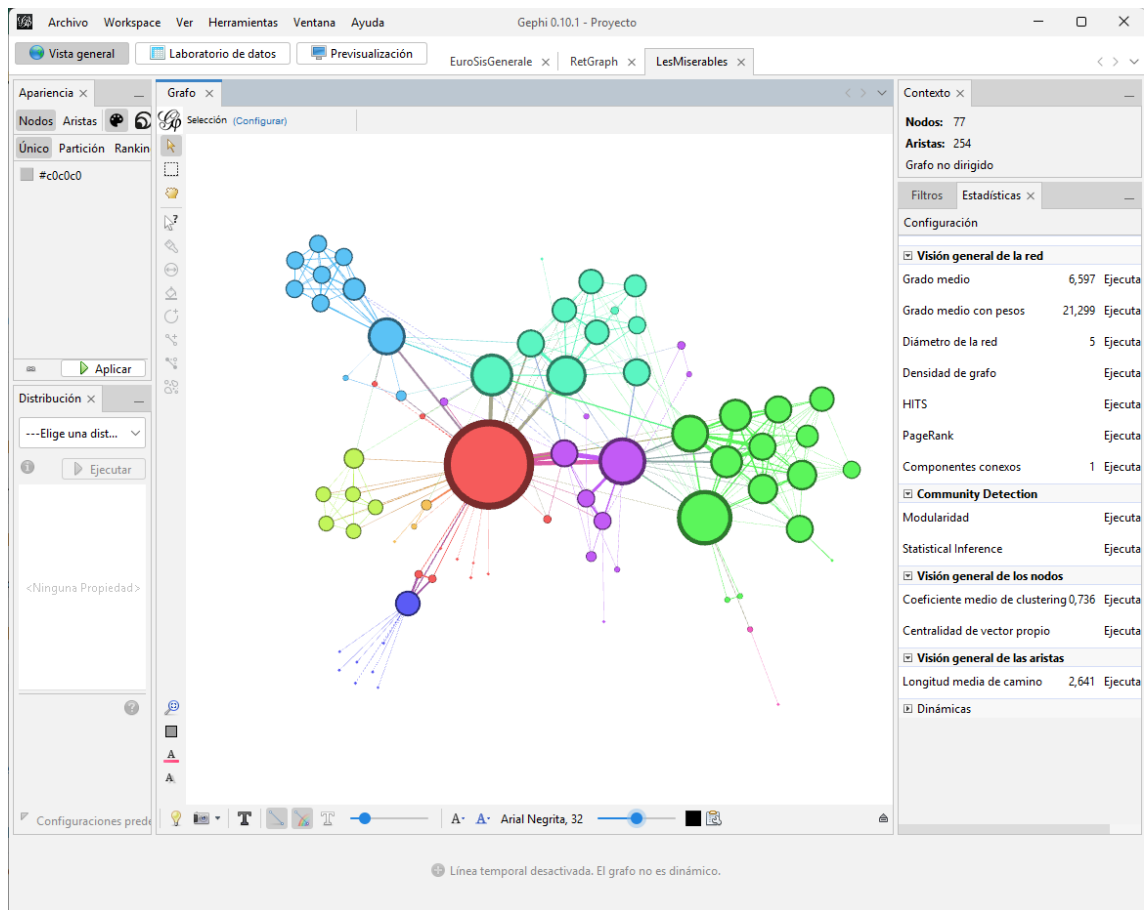 Archivo Workspace Ver Herramientas Ventana Ayuda Gephi 0.10.1 - Proyecto
Vista general Laboratorio de datos Previsualización
EuroSisGenerale RetGraph LesMiserables
Apariencia
Nodos Aristas
Único Partición Rankin
#c0c0c0
Aplicar
Distribución
---Elige una dist...
Ejecutar
<Ninguna Propiedad>
Configuraciones prede
Grafo
Selección (Configurar)
T T A A Arial Negrita, 32
A
A
Contexto
Nodos: 77
Aristas: 254
Grafo no dirigido
Filtros Estadísticas
Configuración
Visión general de la red
Grado medio 6,597 Ejecuta
Grado medio con pesos 21,299 Ejecuta
Diámetro de la red 5 Ejecuta
Densidad de grafo Ejecuta
HITS Ejecuta
PageRank Ejecuta
Componentes conexos 1 Ejecuta
Community Detection
Modularidad Ejecuta
Statistical Inference Ejecuta
Visión general de los nodos
Coeficiente medio de clustering 0,736 Ejecuta
Centralidad de vector propio Ejecuta
Visión general de las aristas
Longitud media de camino 2,641 Ejecuta
Dinámicas
Línea temporal desactivada. El grafo no es dinámico.